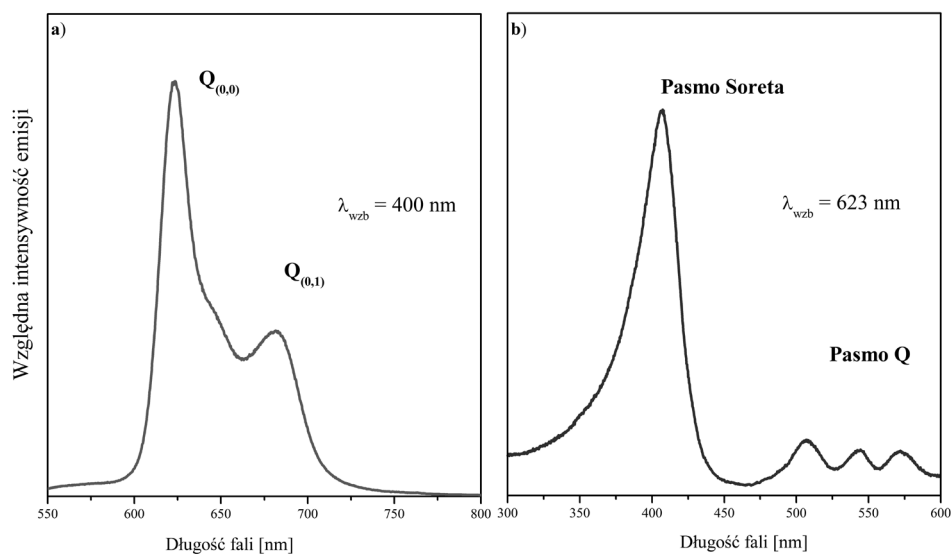 a)
Q(0,0)
λwzb = 400 nm
Q(0,1)
Względna intensywność emisji
550 600 650 700 750 800
Długość fali [nm]
b)
Pasmo Soreta
λwzb = 623 nm
Pasmo Q
300 350 400 450 500 550 600
Długość fali [nm]